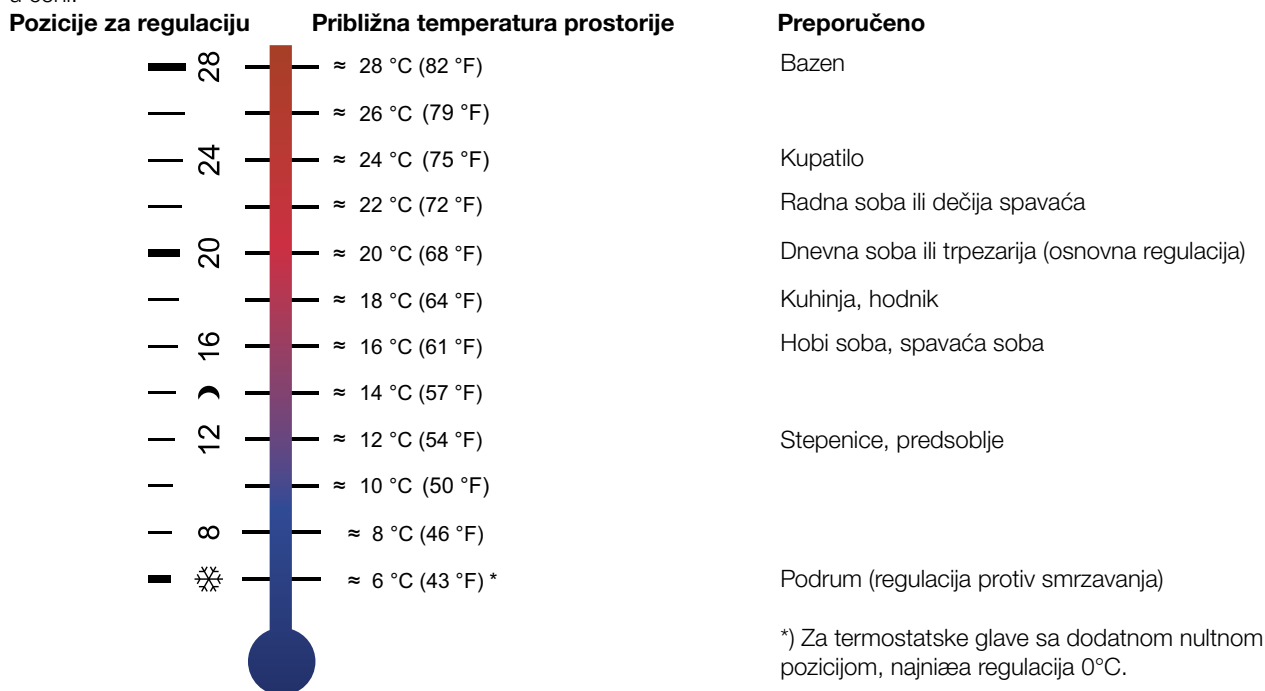 Pozicije za regulaciju Približna temperatura prostorije Preporučeno
28 ≈ 28 °C (82 °F) Bazen
≈ 26 °C (79 °F)
24 ≈ 24 °C (75 °F) Kupatilo
≈ 22 °C (72 °F) Radna soba ili dečija spavaća
20 ≈ 20 °C (68 °F) Dnevna soba ili trpezarija (osnovna regulacija)
≈ 18 °C (64 °F) Kuhinja, hodnik
16 ≈ 16 °C (61 °F) Hobi soba, spavaća soba
≈ 14 °C (57 °F)
12 ≈ 12 °C (54 °F) Stepenice, predsoblje
≈ 10 °C (50 °F)
8 ≈ 8 °C (46 °F)
≈ 6 °C (43 °F) * Podrum (regulacija protiv smrzavanja)
*) Za termostatske glave sa dodatnom nultnom
pozicijom, najniæa regulacija 0°C.